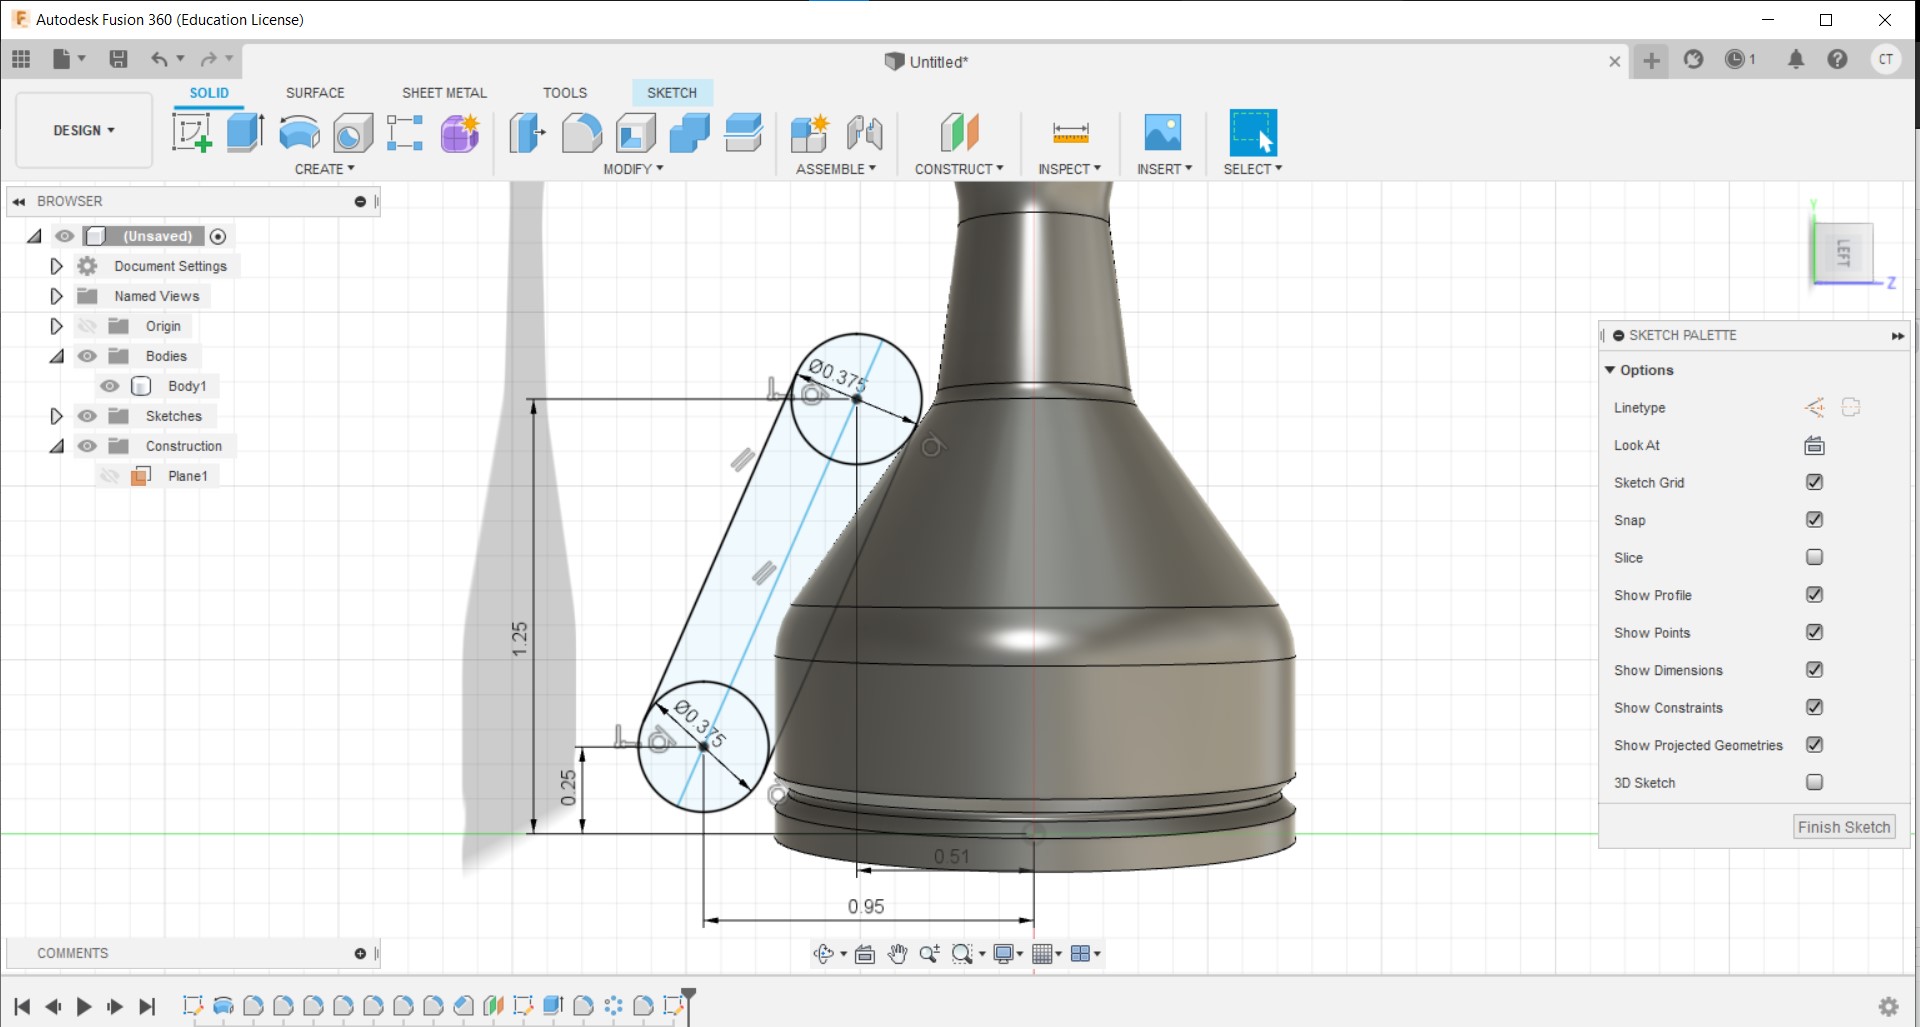 Autodesk Fusion 360 (Education License)
Untitled*
1
CT
DESIGN
SOLID
SURFACE
SHEET METAL
TOOLS
SKETCH
CREATE
MODIFY
ASSEMBLE
CONSTRUCT
INSPECT
INSERT
SELECT
BROWSER
(Unsaved)
Document Settings
Named Views
Origin
Bodies
Body1
Sketches
Construction
Plane1
Y
LEFT
Z
Ø0.375
1.25
Ø0.375
0.25
0.51
0.95
SKETCH PALETTE
Options
Linetype
Look At
Sketch Grid
Snap
Slice
Show Profile
Show Points
Show Dimensions
Show Constraints
Show Projected Geometries
3D Sketch
Finish Sketch
COMMENTS